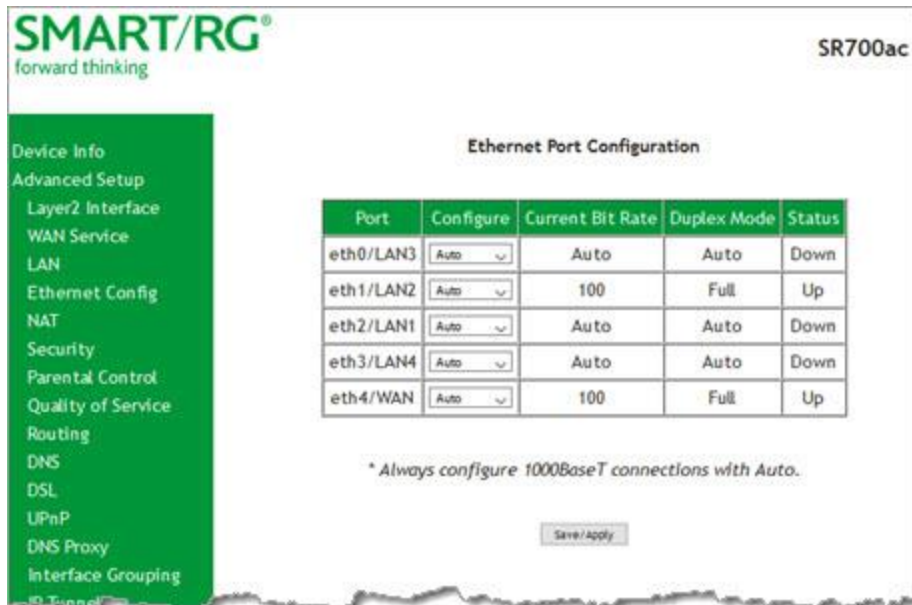 SMART/RG®
forward thinking
SR700ac
Device Info
Advanced Setup
Layer2 Interface
WAN Service
LAN
Ethernet Config
NAT
Security
Parental Control
Quality of Service
Routing
DNS
DSL
UPnP
DNS Proxy
Interface Grouping
Ethernet Port Configuration
Port Configure Current Bit Rate Duplex Mode Status
eth0/LAN3 Auto Auto Auto Down
eth1/LAN2 Auto 100 Full Up
eth2/LAN1 Auto Auto Auto Down
eth3/LAN4 Auto Auto Auto Down
eth4/WAN Auto 100 Full Up
* Always configure 1000BaseT connections with Auto.
Save/Apply